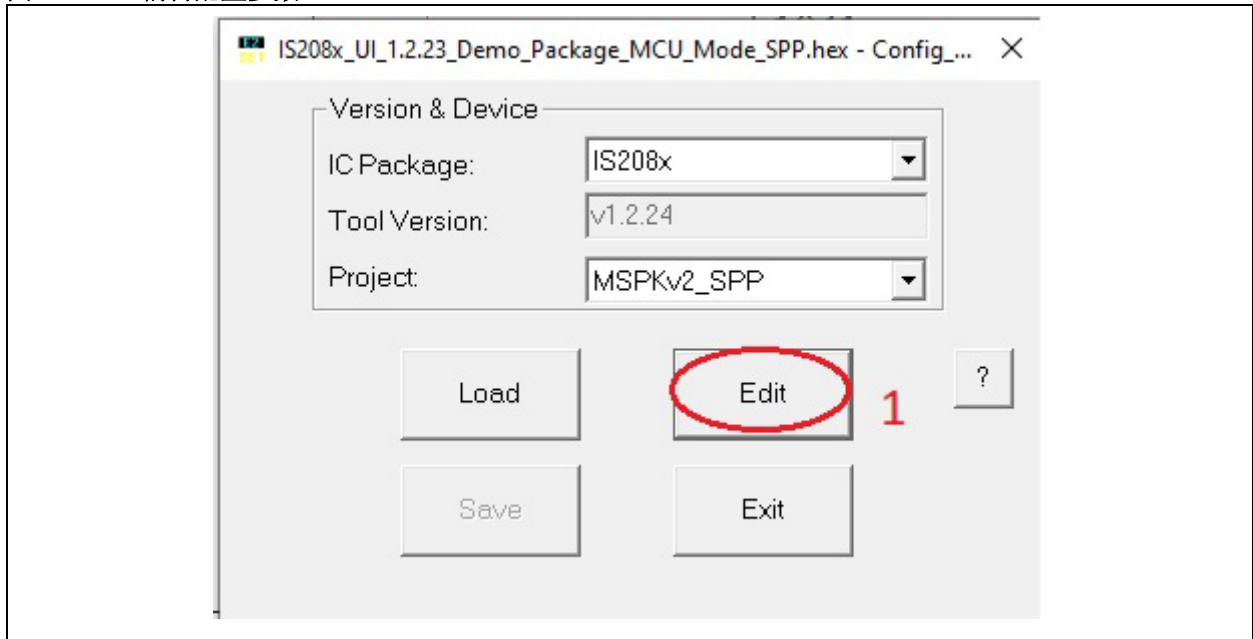 IS208x_UI_1.2.23_Demo_Package_MCU_Mode_SPP.hex - Config_... ×
Version & Device
IC Package: IS208x
Tool Version: v1.2.24
Project: MSPKv2_SPP
Load Edit 1 ?
Save Exit